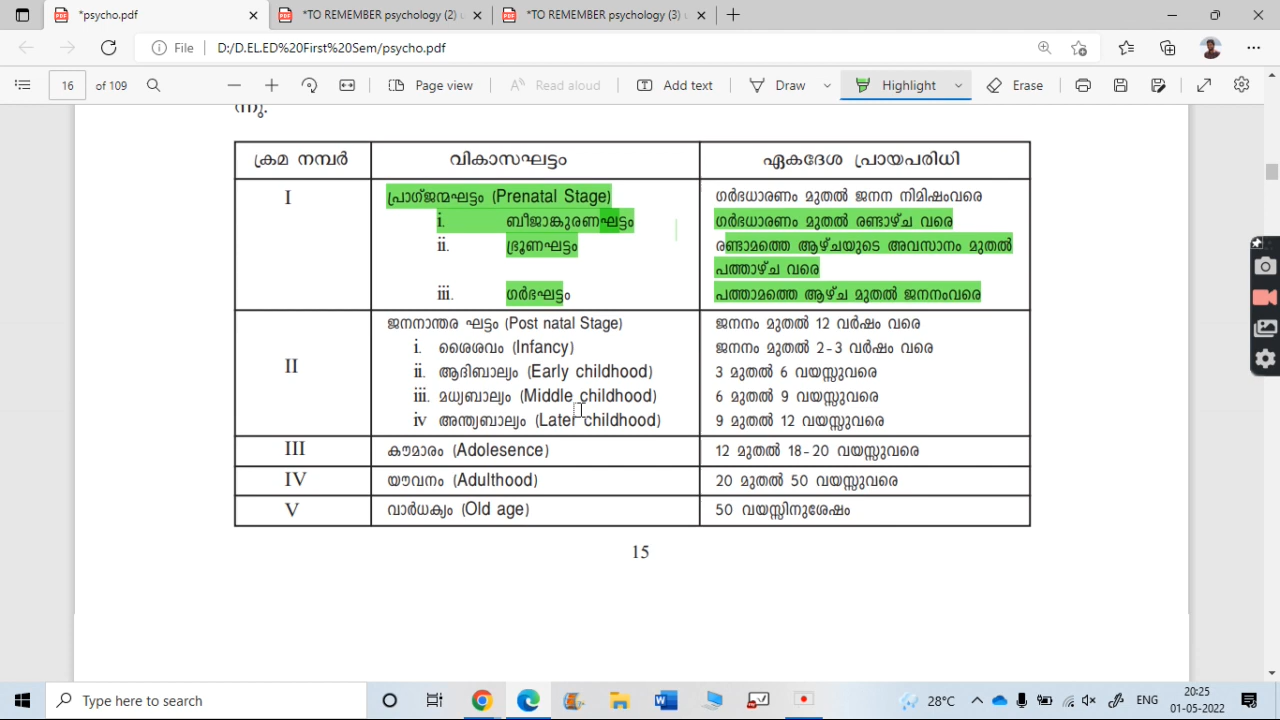 *psycho.pdf
*TO REMEMBER psychology (2)
*TO REMEMBER psychology (3)
File
D:/D.EL.ED%20First%20Sem/psycho.pdf
16 of 109
Page view
Read aloud
Add text
Draw
Highlight
Erase
ന്നു.
ക്രമ നമ്പർ വികാസഘട്ടം ഏകദേശ പ്രായപരിധി
I പ്രാഗ്ജന്മഘട്ടം (Prenatal Stage) ഗർഭധാരണം മുതൽ ജനന നിമിഷംവരെ
i. ബീജാങ്കുരണഘട്ടം ഗർഭധാരണം മുതൽ രണ്ടാഴ്ച വരെ
ii. ഭ്രൂണഘട്ടം രണ്ടാമത്തെ ആഴ്ചയുടെ അവസാനം മുതൽ
പത്താഴ്ച വരെ
iii. ഗർഭഘട്ടം പത്താമത്തെ ആഴ്ച മുതൽ ജനനംവരെ
II ജനനാന്തര ഘട്ടം (Post natal Stage) ജനനം മുതൽ 12 വർഷം വരെ
i. ശൈശവം (Infancy) ജനനം മുതൽ 2-3 വർഷം വരെ
ii. ആദിബാല്യം (Early childhood) 3 മുതൽ 6 വയസ്സുവരെ
iii. മധ്യബാല്യം (Middle childhood) 6 മുതൽ 9 വയസ്സുവരെ
iv അന്ത്യബാല്യം (Later childhood) 9 മുതൽ 12 വയസ്സുവരെ
III കൗമാരം (Adolesence) 12 മുതൽ 18-20 വയസ്സുവരെ
IV യൗവനം (Adulthood) 20 മുതൽ 50 വയസ്സുവരെ
V വാർധക്യം (Old age) 50 വയസ്സിനുശേഷം
15
Type here to search
28°C
ENG
20:25
01-05-2022